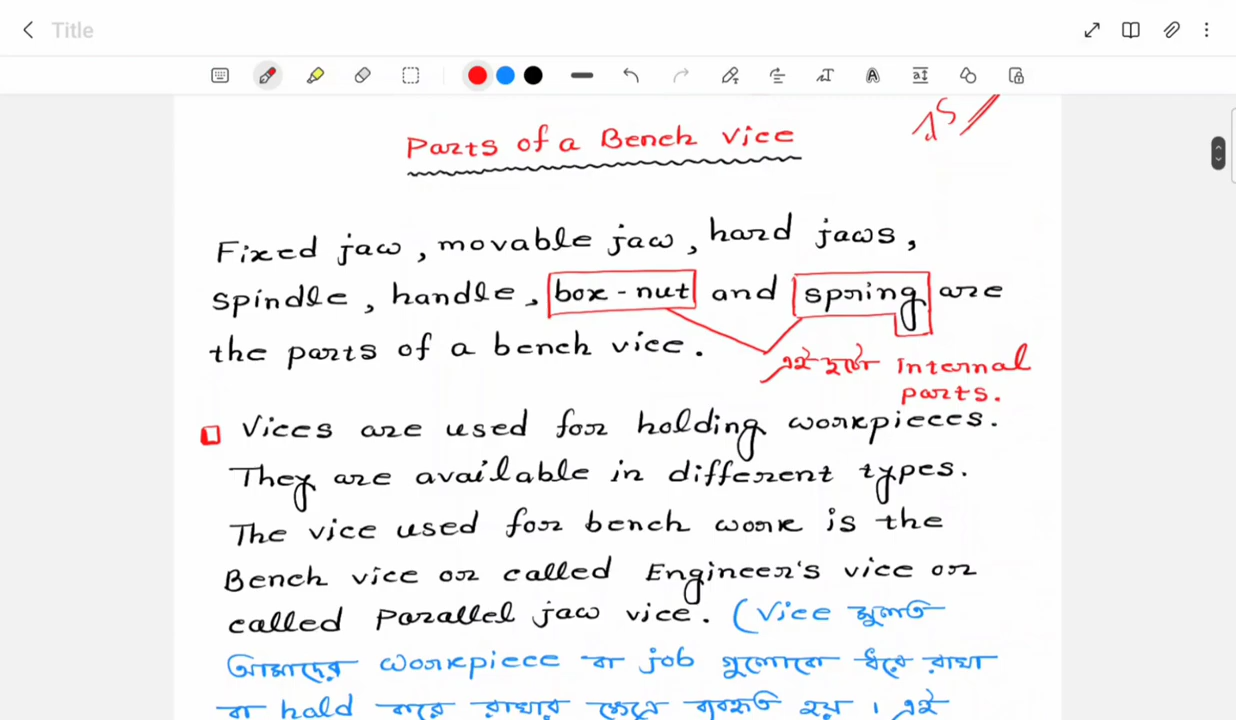 Title
Parts of a Bench Vice
Fixed jaw, movable jaw, hard jaws,
spindle, handle, box-nut and spring are
the parts of a bench vice.
এই দুটো internal
parts.
Vices are used for holding workpieces.
They are available in different types.
The vice used for bench work is the
Bench vice or called Engineer's vice or
called Parallel jaw vice. (Vice মূলত
আমাদের workpiece বা job গুলোকে ধরে রাখা
বা hold করে রাখার ক্ষেত্রে ব্যবহৃত হয়। এই